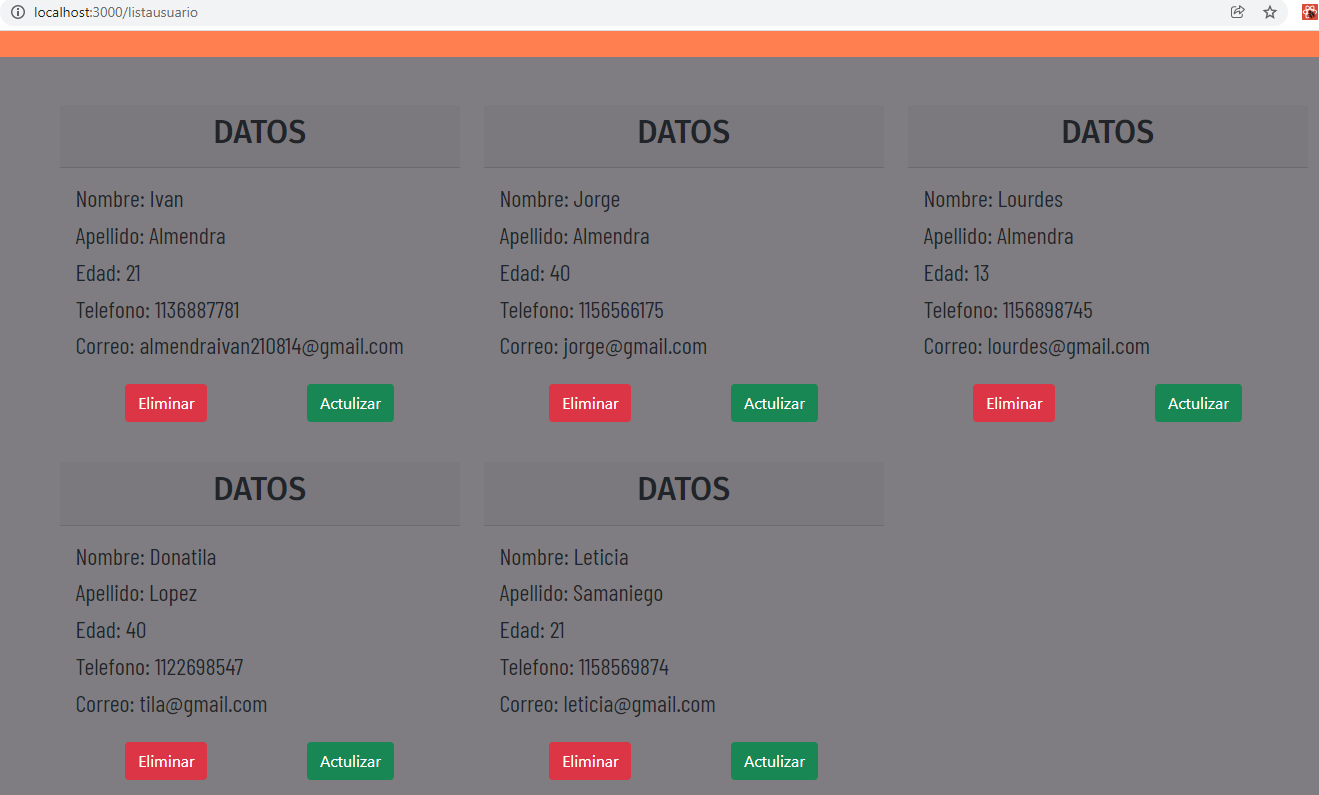 localhost:3000/listausuario
DATOS
Nombre: Ivan
Apellido: Almendra
Edad: 21
Telefono: 1136887781
Correo: almendraivan210814@gmail.com
Eliminar
Actulizar
DATOS
Nombre: Jorge
Apellido: Almendra
Edad: 40
Telefono: 1156566175
Correo: jorge@gmail.com
Eliminar
Actulizar
DATOS
Nombre: Lourdes
Apellido: Almendra
Edad: 13
Telefono: 1156898745
Correo: lourdes@gmail.com
Eliminar
Actulizar
DATOS
Nombre: Donatila
Apellido: Lopez
Edad: 40
Telefono: 1122698547
Correo: tila@gmail.com
Eliminar
Actulizar
DATOS
Nombre: Leticia
Apellido: Samaniego
Edad: 21
Telefono: 1158569874
Correo: leticia@gmail.com
Eliminar
Actulizar